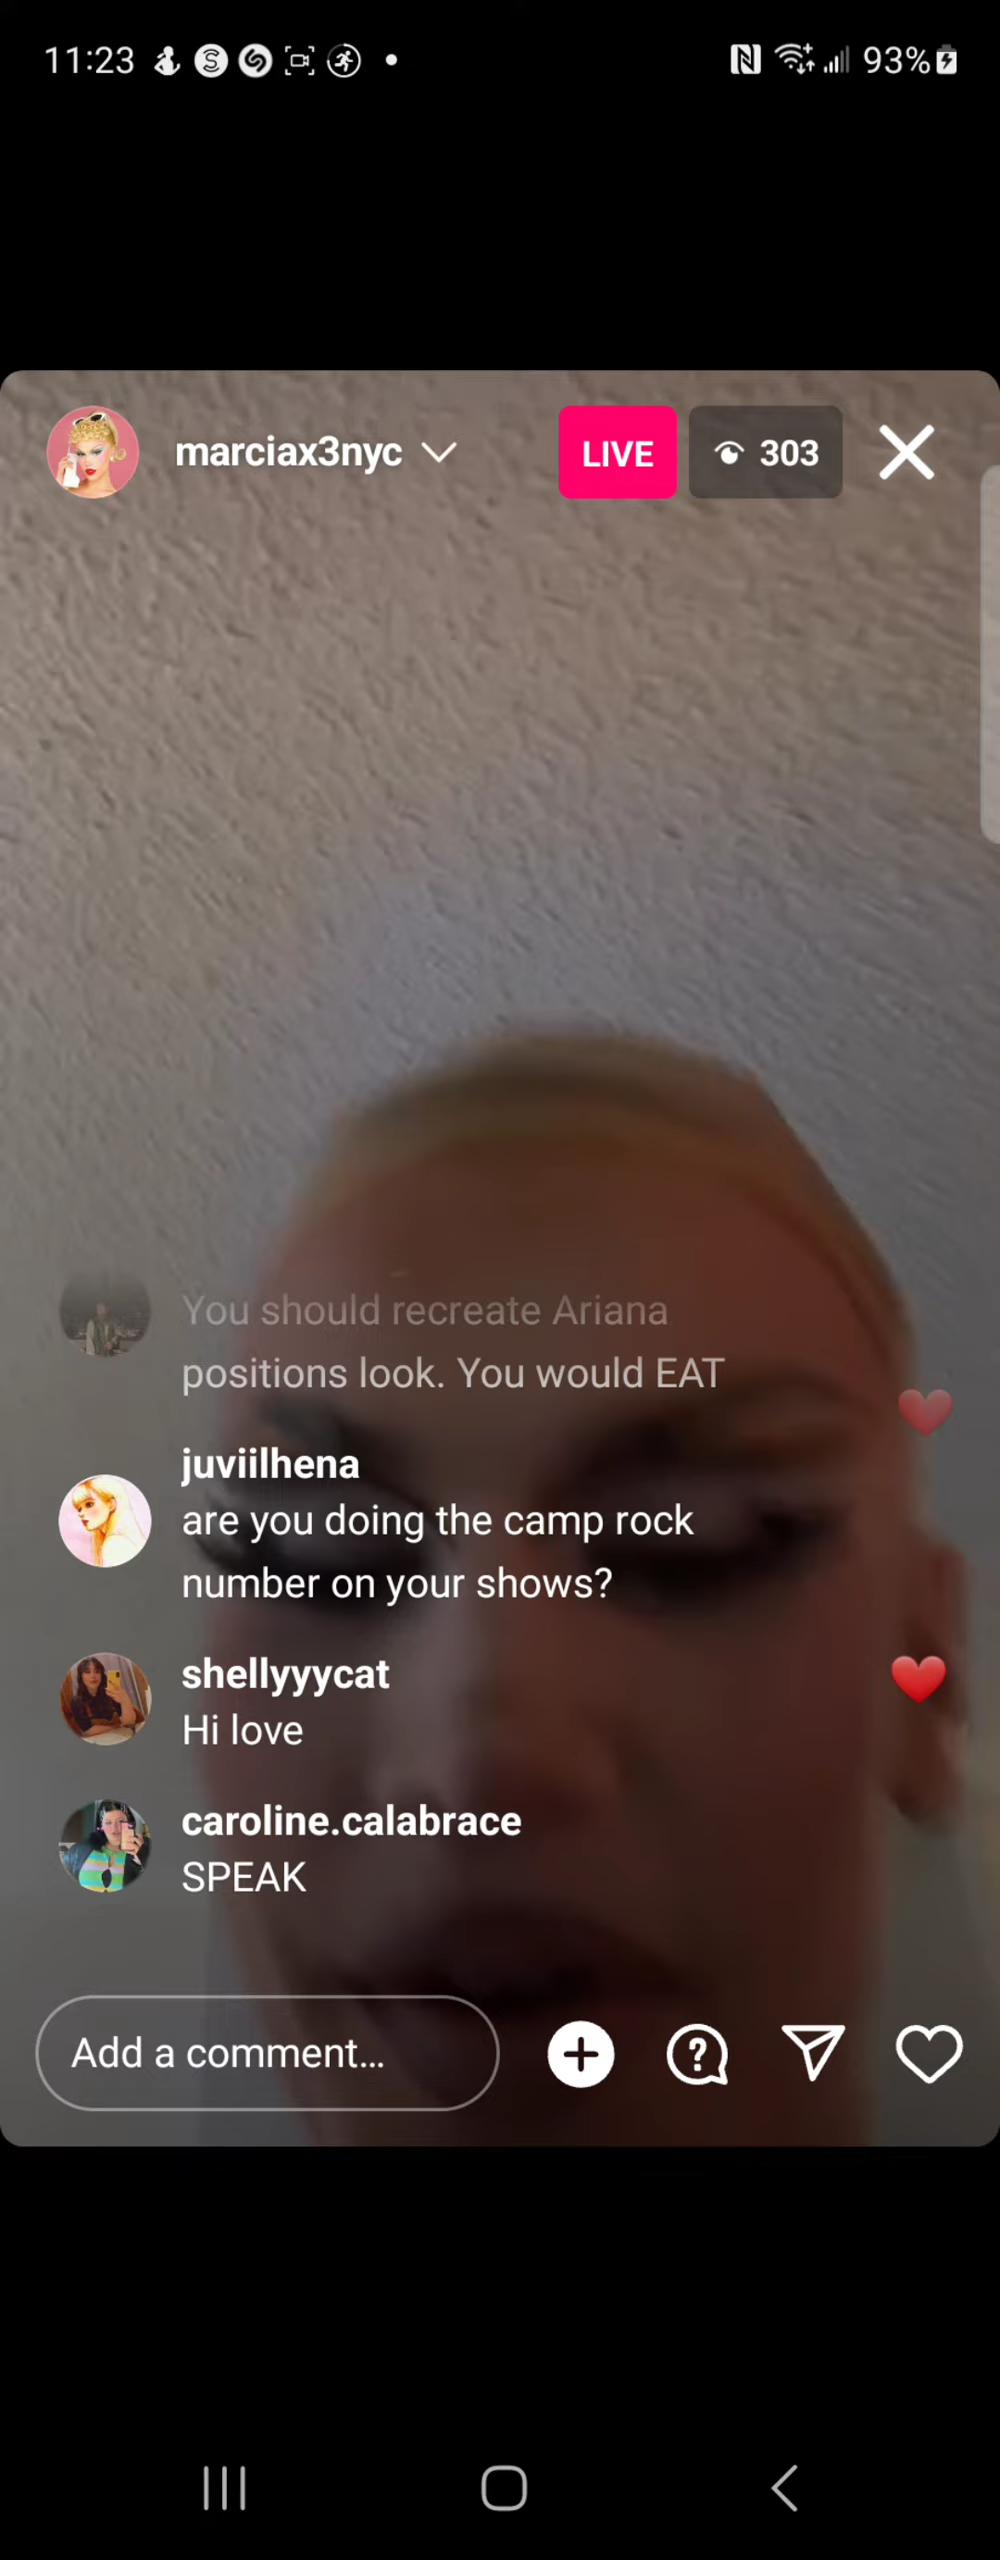 11:23
93%
marciax3nyc
LIVE
303
You should recreate Ariana
positions look. You would EAT
juviilhena
are you doing the camp rock
number on your shows?
shellyyycat
Hi love
caroline.calabrace
SPEAK
Add a comment...